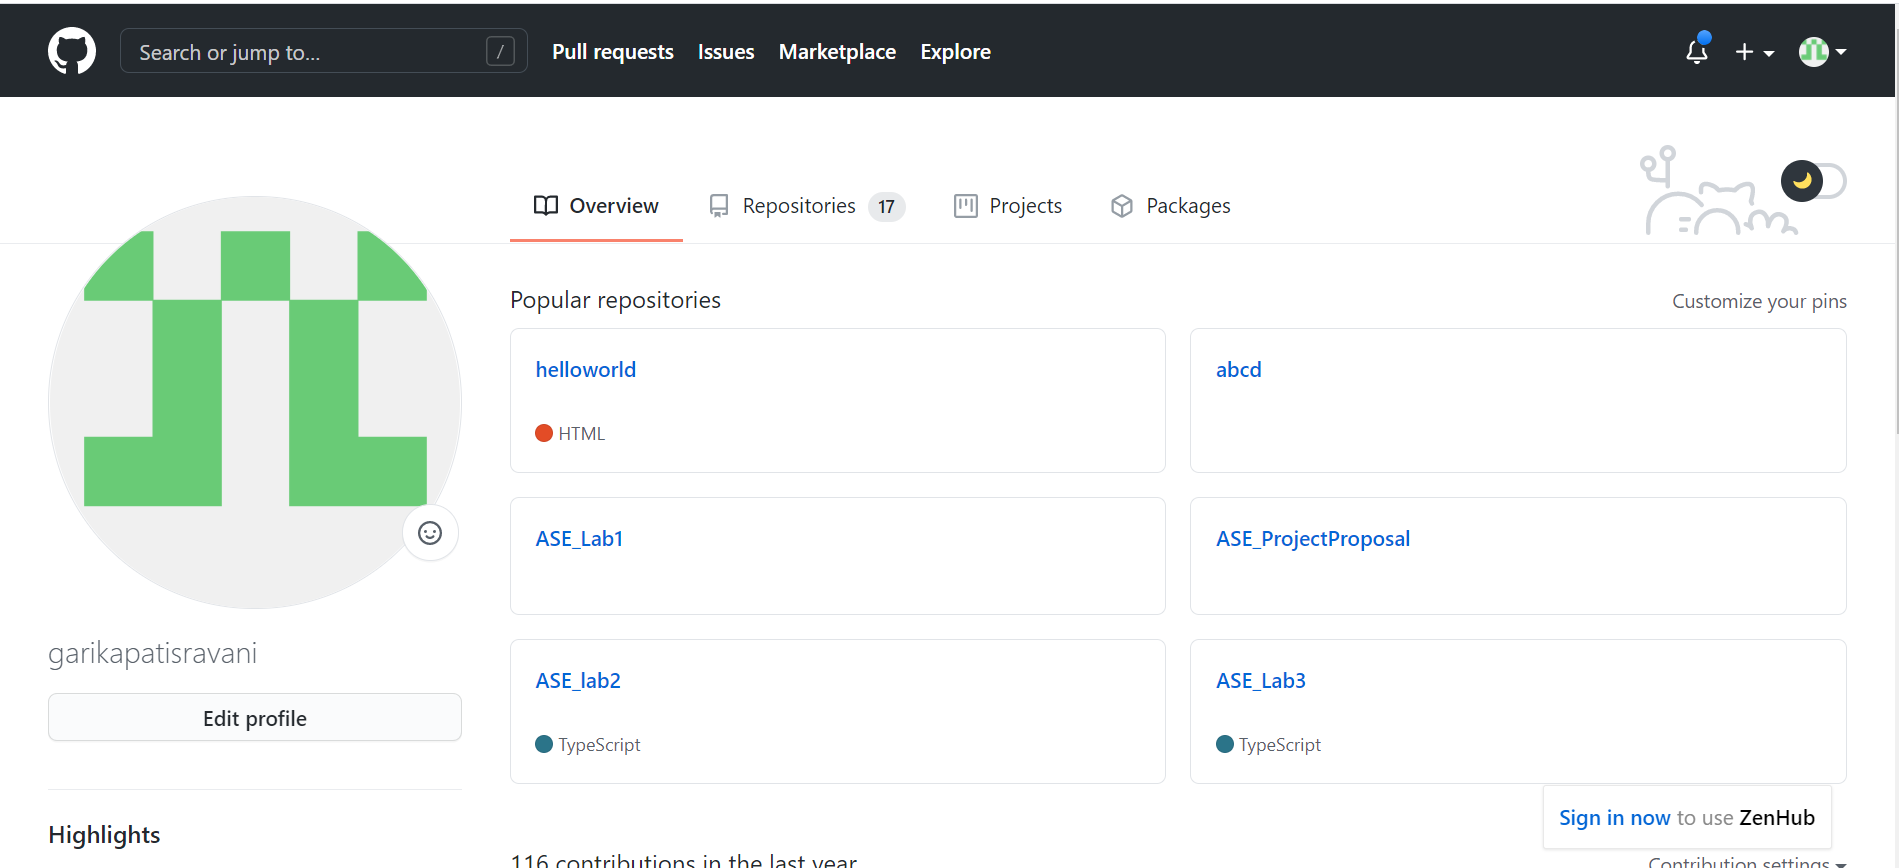 Search or jump to... /
Pull requests Issues Marketplace Explore
Overview Repositories 17 Projects Packages
Popular repositories Customize your pins
helloworld
HTML
abcd
ASE_Lab1
ASE_ProjectProposal
ASE_lab2
TypeScript
ASE_Lab3
TypeScript
garikapatisravani
Edit profile
Highlights
Sign in now to use ZenHub
116 contributions in the last year
Contribution settings